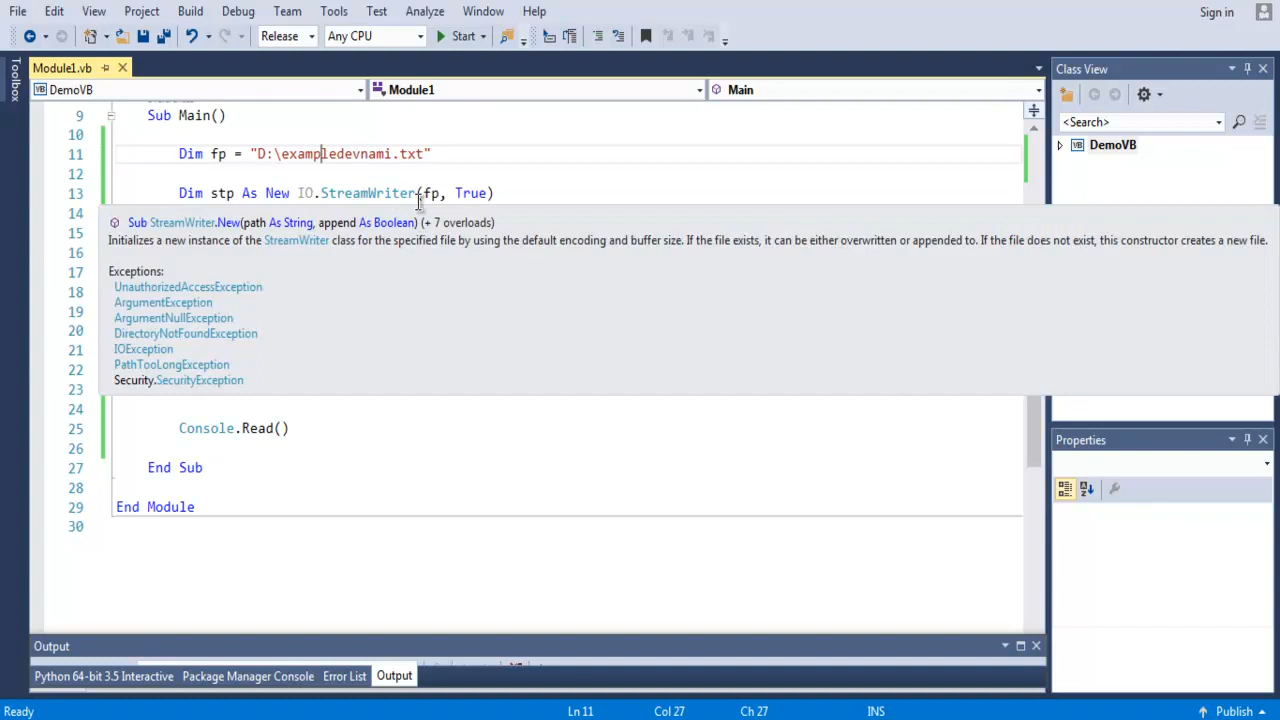 File Edit View Project Build Debug Team Tools Test Analyze Window Help Sign in
Release Any CPU Start
Toolbox
Module1.vb
DemoVB Module1 Main
9 Sub Main()
10
11 Dim fp = "D:\exampledevnami.txt"
12
13 Dim stp As New IO.StreamWriter(fp, True)
14
15
Sub StreamWriter.New(path As String, append As Boolean) (+ 7 overloads)
Initializes a new instance of the StreamWriter class for the specified file by using the default encoding and buffer size. If the file exists, it can be either overwritten or appended to. If the file does not exist, this constructor creates a new file.
16
Exceptions:
17
UnauthorizedAccessException
18
ArgumentException
19
ArgumentNullException
20
DirectoryNotFoundException
21
IOException
22
PathTooLongException
23
Security.SecurityException
24
25 Console.Read()
26
27 End Sub
28
29 End Module
30
Class View
<Search>
DemoVB
Properties
Output
Python 64-bit 3.5 Interactive Package Manager Console Error List Output
Ready Ln 11 Col 27 Ch 27 INS Publish